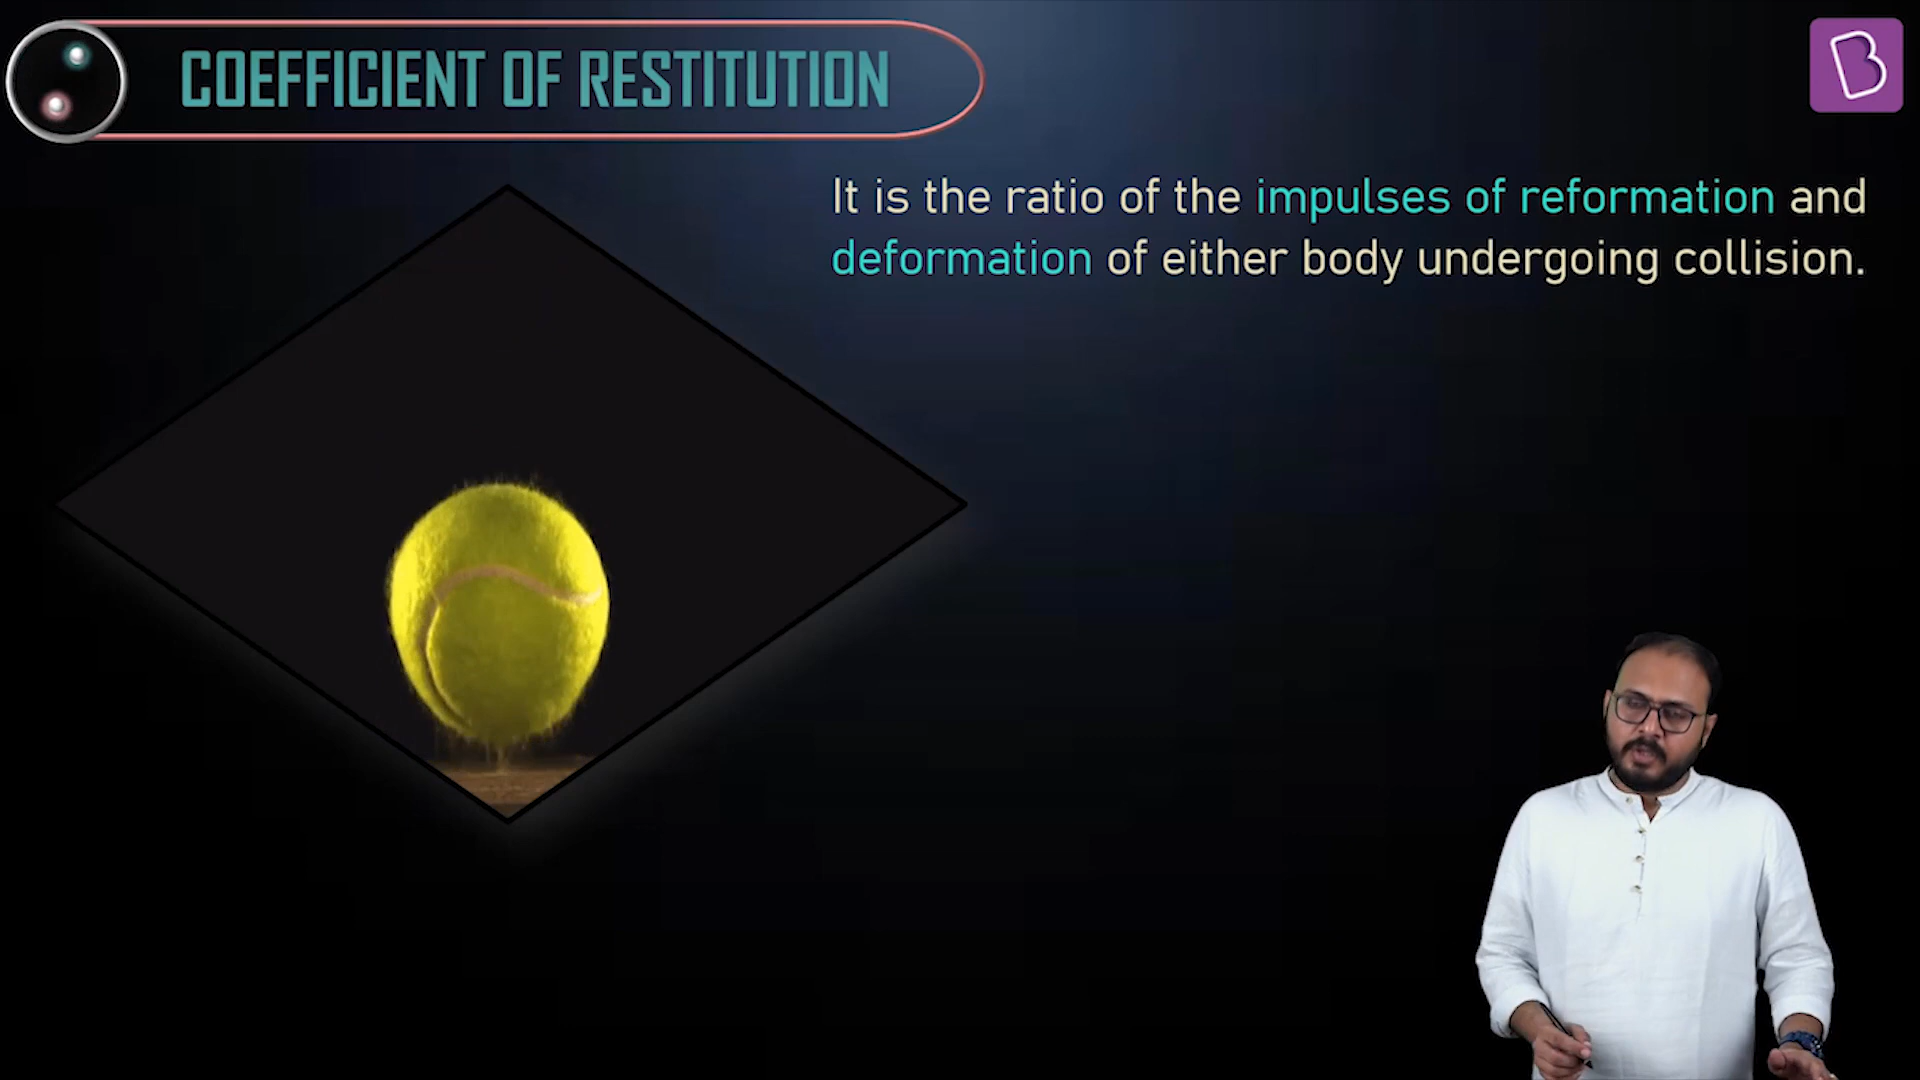 COEFFICIENT OF RESTITUTION
It is the ratio of the impulses of reformation and
deformation of either body undergoing collision.